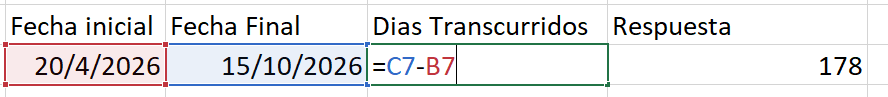 Fecha inicial Fecha Final Dias Transcurridos Respuesta
20/4/2026 15/10/2026 =C7-B7 178